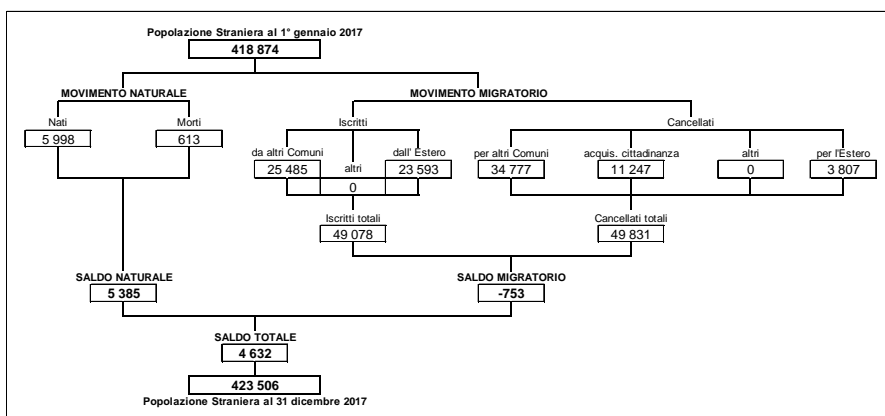 Popolazione Straniera al 1° gennaio 2017
418 874
MOVIMENTO NATURALE
MOVIMENTO MIGRATORIO
Nati
Morti
Iscritti
Cancellati
5 998
613
da altri Comuni
altri
dall' Estero
per altri Comuni
acquis. cittadinanza
altri
per l'Estero
25 485
0
23 593
34 777
11 247
0
3 807
Iscritti totali
Cancellati totali
49 078
49 831
SALDO NATURALE
SALDO MIGRATORIO
5 385
-753
SALDO TOTALE
4 632
423 506
Popolazione Straniera al 31 dicembre 2017